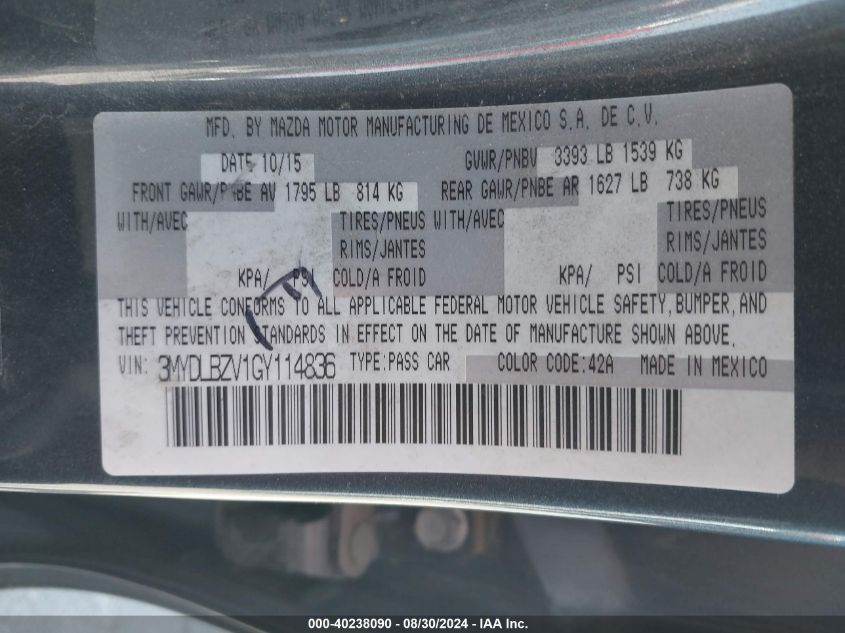 MFD. BY MAZDA MOTOR MANUFACTURING DE MEXICO S.A. DE C.V.
DATE 10/15 GVWR/PNBV 3393 LB 1539 KG
FRONT GAWR/PNBE AV 1795 LB 814 KG REAR GAWR/PNBE AR 1627 LB 738 KG
WITH/AVEC TIRES/PNEUS WITH/AVEC TIRES/PNEUS
RIMS/JANTES RIMS/JANTES
KPA/ PSI COLD/A FROID KPA/ PSI COLD/A FROID
THIS VEHICLE CONFORMS TO ALL APPLICABLE FEDERAL MOTOR VEHICLE SAFETY, BUMPER, AND
THEFT PREVENTION STANDARDS IN EFFECT ON THE DATE OF MANUFACTURE SHOWN ABOVE.
VIN: 3MYDLBZV1GY114836 TYPE:PASS CAR COLOR CODE:42A MADE IN MEXICO
000-40238090 - 08/30/2024 - IAA Inc.